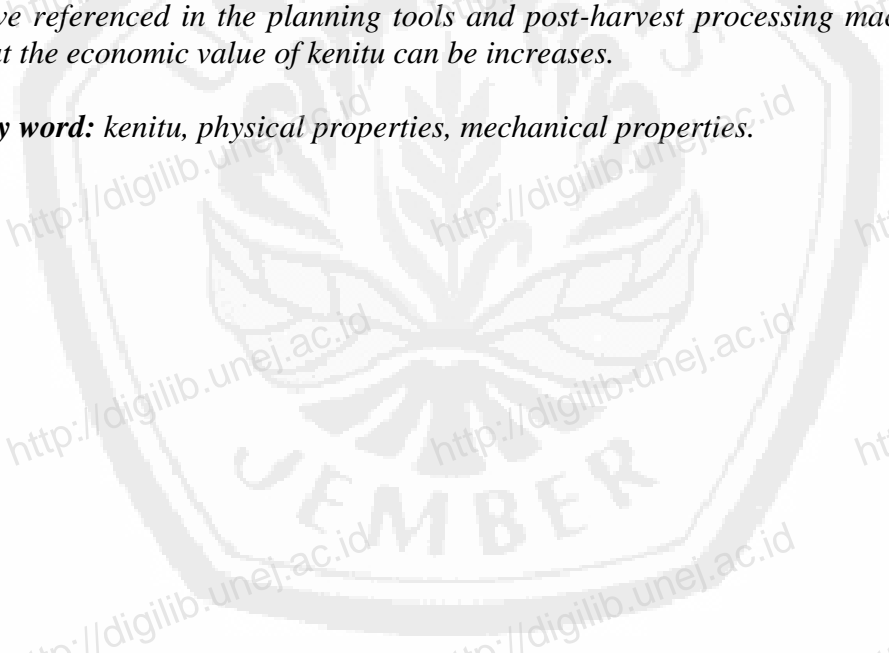 ve referenced in the planning tools and post-harvest processing mac
at the economic value of kenitu can be increases.
y word: kenitu, physical properties, mechanical properties.
http://digilib.unej.ac.id
http://digilib.unej.ac.id
http://digilib.unej.ac.id
http://digilib.unej.ac.id
JEMBER
http://digilib.unej.ac.id
http://digilib.unej.ac.id